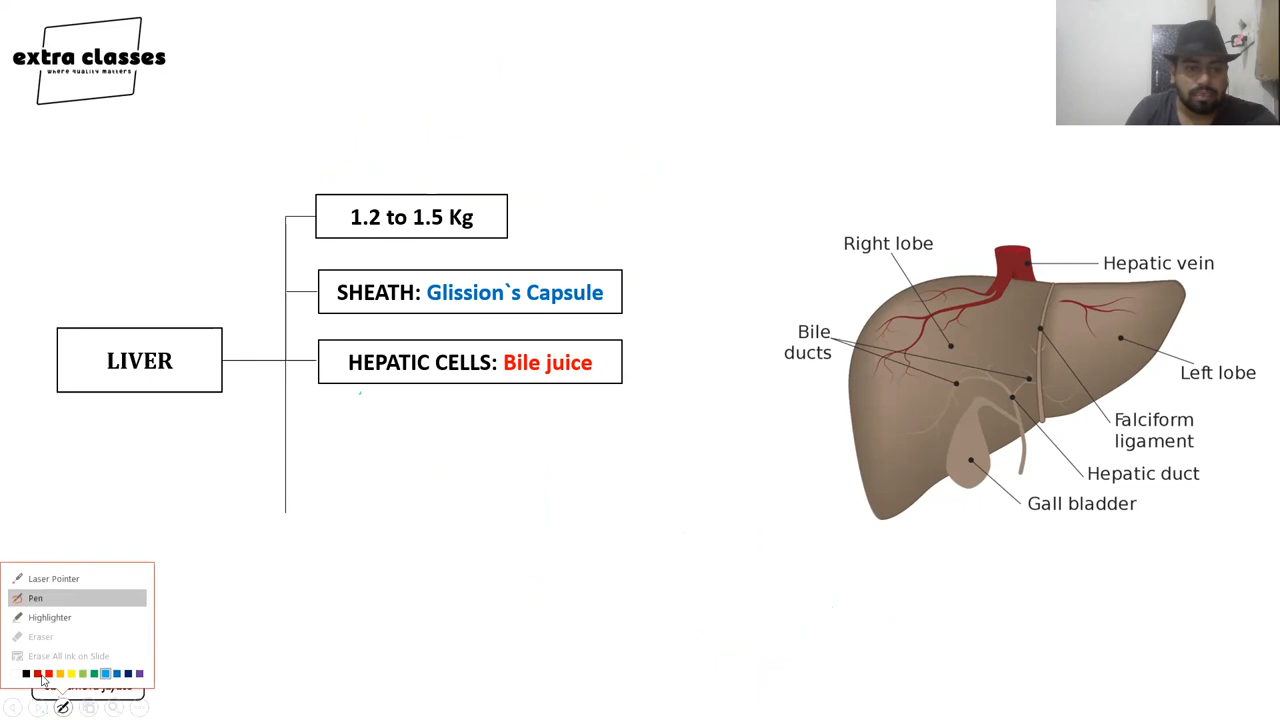 extra classes
where quality matters
1.2 to 1.5 Kg
SHEATH: Glission`s Capsule
LIVER
HEPATIC CELLS: Bile juice
Right lobe
Hepatic vein
Bile
ducts
Left lobe
Falciform
ligament
Hepatic duct
Gall bladder
Laser Pointer
Pen
Highlighter
Eraser
Erase All Ink on Slide